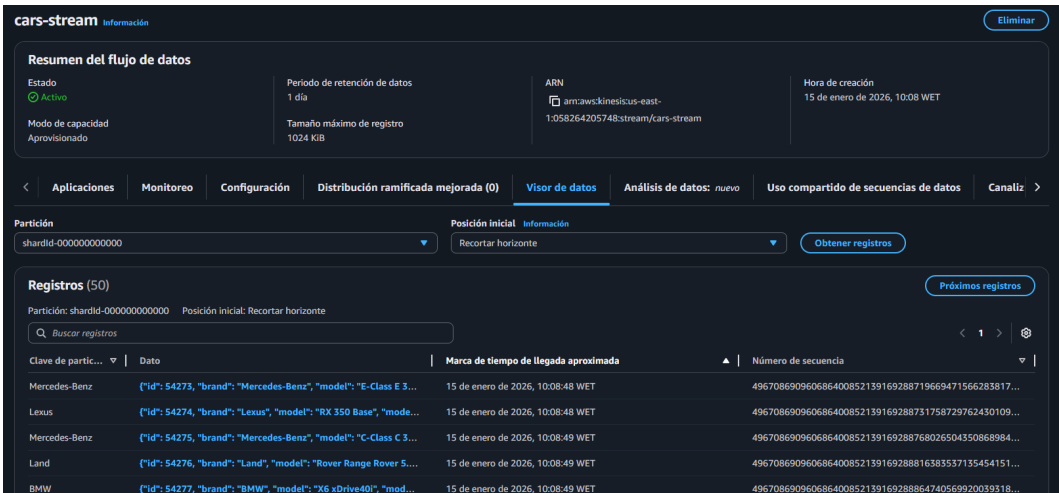 cars-stream Información
Eliminar
Resumen del flujo de datos
Estado
Activo
Modo de capacidad
Aprovisionado
Periodo de retención de datos
1 día
Tamaño máximo de registro
1024 KiB
ARN
arn:aws:kinesis:us-east-
1:058264205748:stream/cars-stream
Hora de creación
15 de enero de 2026, 10:08 WET
Aplicaciones Monitoreo Configuración Distribución ramificada mejorada (0) Visor de datos Análisis de datos: nuevo Uso compartido de secuencias de datos Canaliz
Partición
shardId-000000000000
Posición inicial Información
Recortar horizonte
Obtener registros
Registros (50)
Próximos registros
Partición: shardId-000000000000 Posición inicial: Recortar horizonte
Buscar registros
1
Clave de partic... Dato Marca de tiempo de llegada aproximada Número de secuencia
Mercedes-Benz {"id": 54273, "brand": "Mercedes-Benz", "model": "E-Class E 3... 15 de enero de 2026, 10:08:48 WET 49670869096068640085213916928871966947156628381​7...
Lexus {"id": 54274, "brand": "Lexus", "model": "RX 350 Base", "mode... 15 de enero de 2026, 10:08:48 WET 49670869096068640085213916928873175872976243010​9...
Mercedes-Benz {"id": 54275, "brand": "Mercedes-Benz", "model": "C-Class C 3... 15 de enero de 2026, 10:08:49 WET 49670869096068640085213916928876802650435086898​4...
Land {"id": 54276, "brand": "Land", "model": "Rover Range Rover 5.... 15 de enero de 2026, 10:08:49 WET 49670869096068640085213916928881638353713545415​1...
BMW {"id": 54277, "brand": "BMW", "model": "X6 xDrive40i", "mod... 15 de enero de 2026, 10:08:49 WET 49670869096068640085213916928886474056992003931​8...